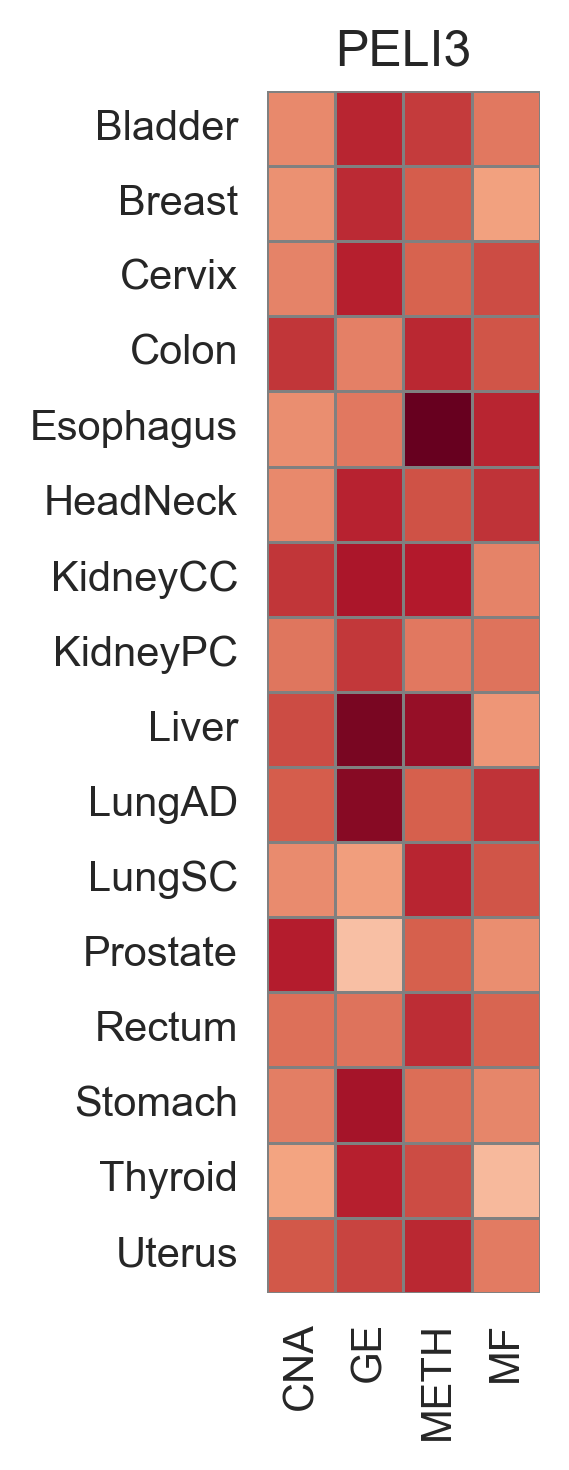 PELI3
Bladder
Breast
Cervix
Colon
Esophagus
HeadNeck
KidneyCC
KidneyPC
Liver
LungAD
LungSC
Prostate
Rectum
Stomach
Thyroid
Uterus
CNA
GE
METH
MF